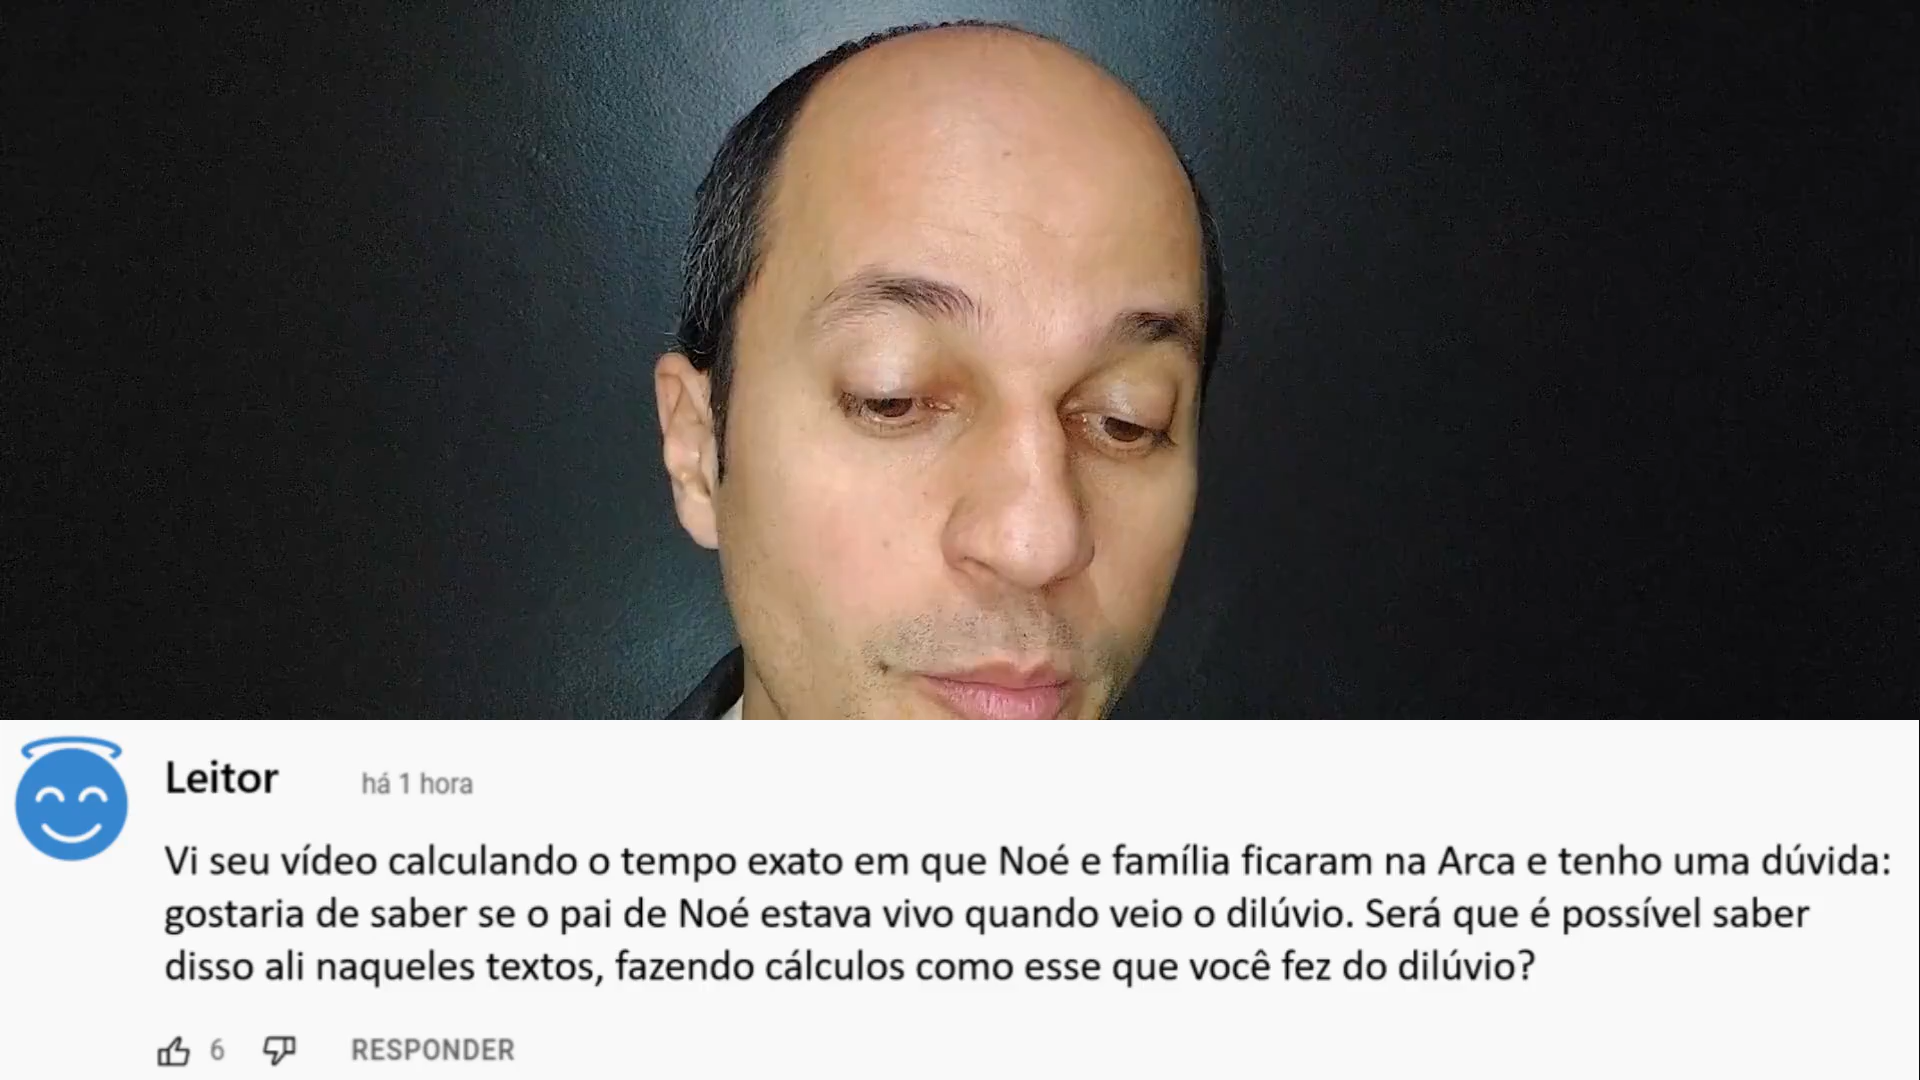 Leitor há 1 hora
Vi seu vídeo calculando o tempo exato em que Noé e família ficaram na Arca e tenho uma dúvida:
gostaria de saber se o pai de Noé estava vivo quando veio o dilúvio. Será que é possível saber
disso ali naqueles textos, fazendo cálculos como esse que você fez do dilúvio?
6 RESPONDER